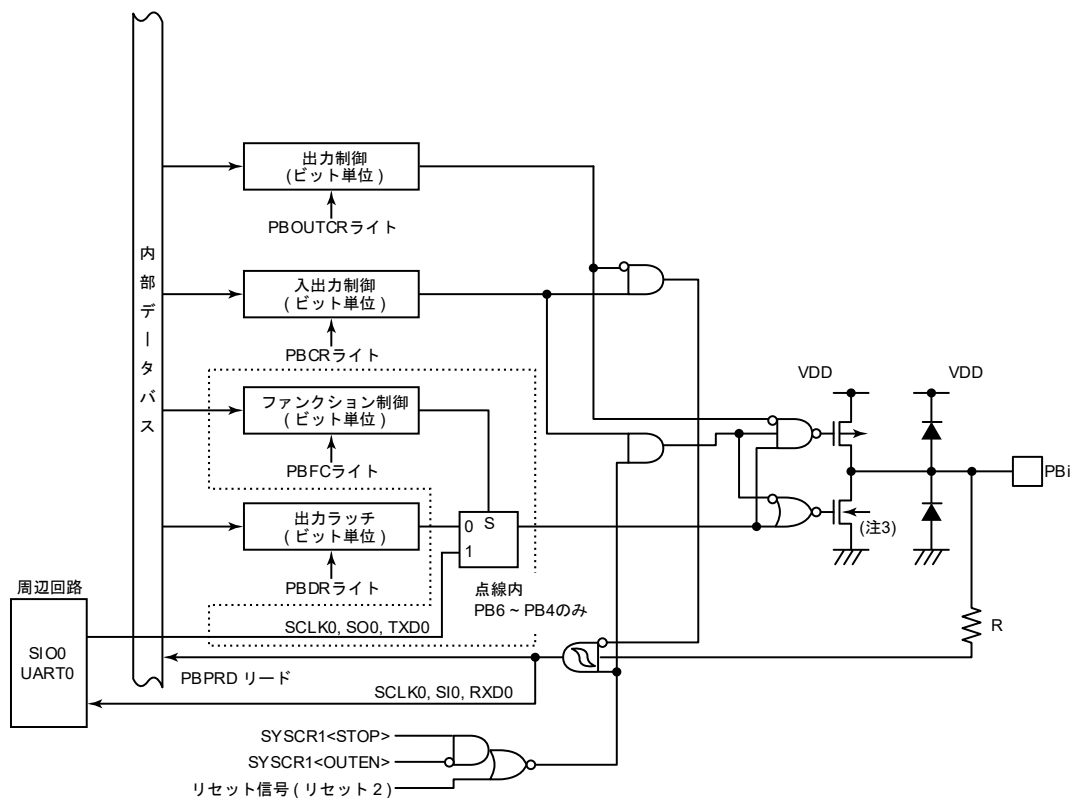 出力制御
(ビット単位)
PBOUTCRライト
内部データバス
入出力制御
(ビット単位)
PBCRライト
VDD
VDD
ファンクション制御
(ビット単位)
PBFCライト
PBi
出力ラッチ
(ビット単位)
0 S
1
(注3)
PBDRライト
点線内
PB6 ~ PB4のみ
周辺回路
SIO0
UART0
SCLK0, SO0, TXD0
R
PBPRD リード
SCLK0, SI0, RXD0
SYSCR1<STOP>
SYSCR1<OUTEN>
リセット信号 ( リセット 2 )